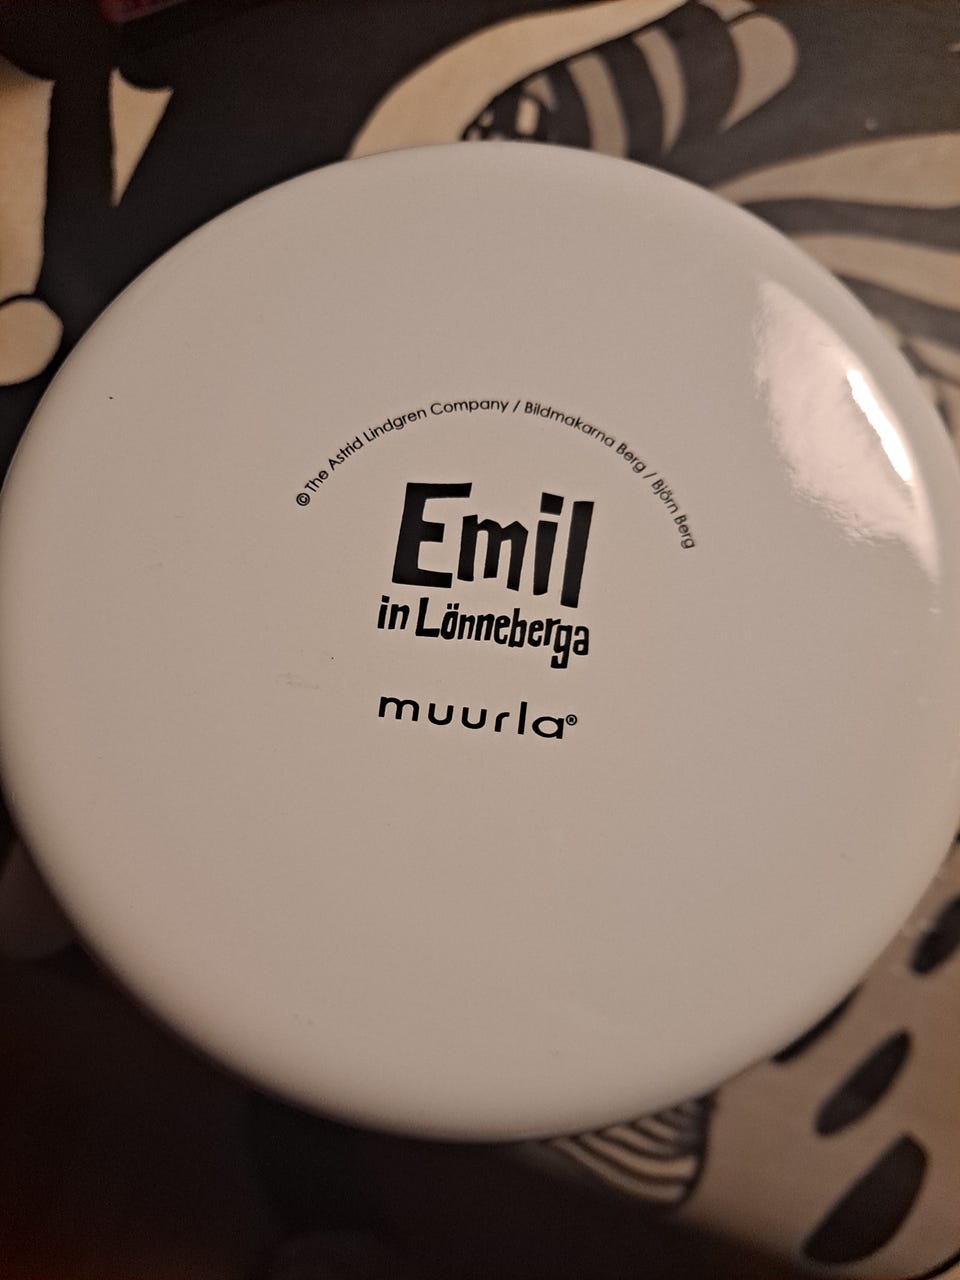 © The Astrid Lindgren Company / Bildmakarna Berg / Björn Berg
Emil
in Lönneberga
muurla®